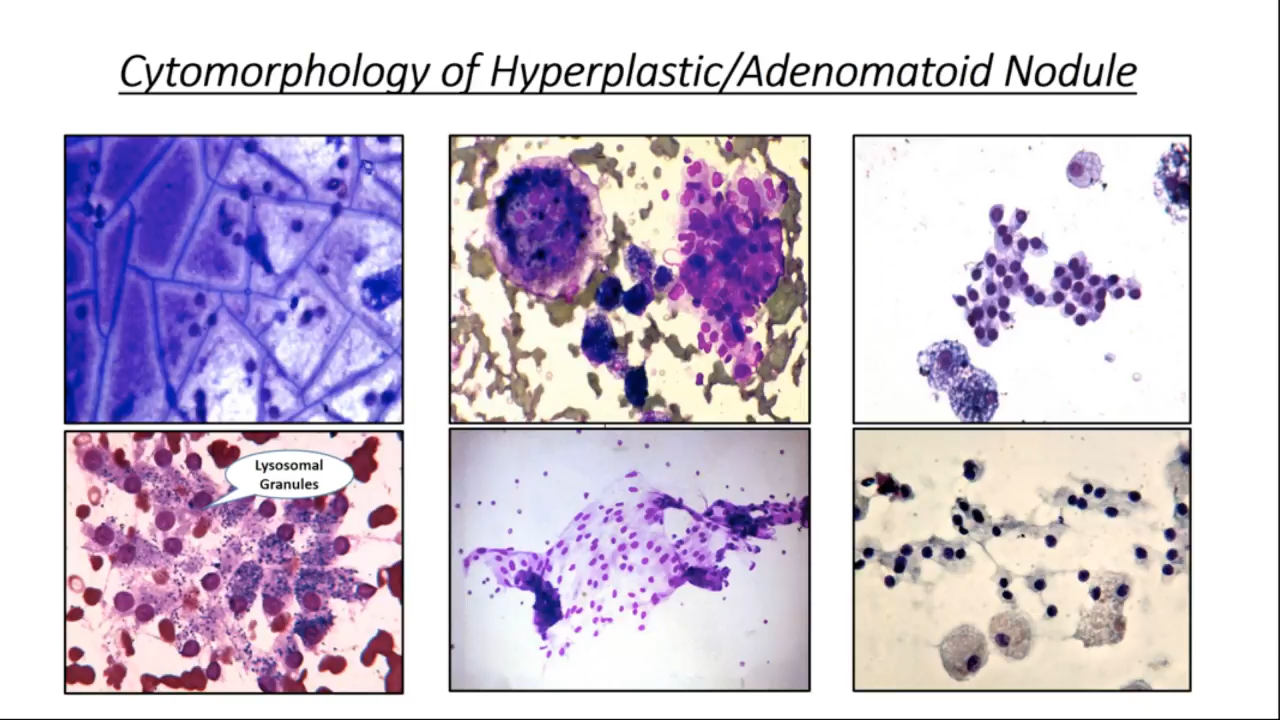 Cytomorphology of Hyperplastic/Adenomatoid Nodule
Lysosomal
Granules